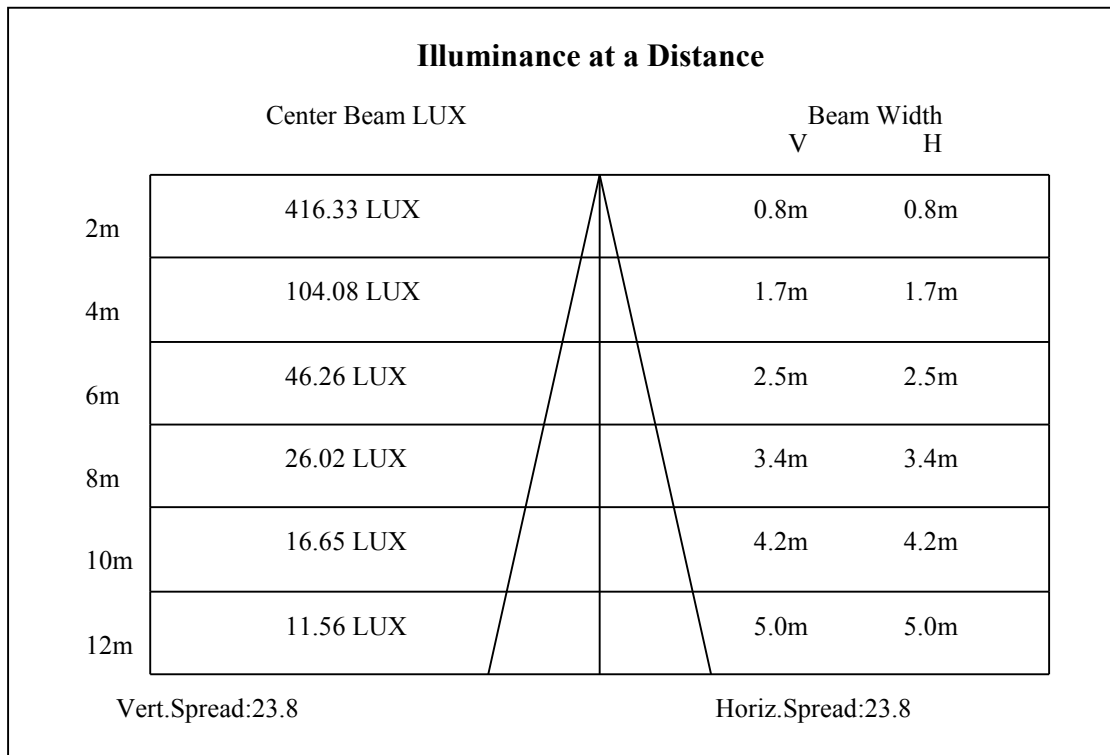 Illuminance at a Distance
Center Beam LUX Beam Width
V H
2m 416.33 LUX 0.8m 0.8m
4m 104.08 LUX 1.7m 1.7m
6m 46.26 LUX 2.5m 2.5m
8m 26.02 LUX 3.4m 3.4m
10m 16.65 LUX 4.2m 4.2m
12m 11.56 LUX 5.0m 5.0m
Vert.Spread:23.8 Horiz.Spread:23.8